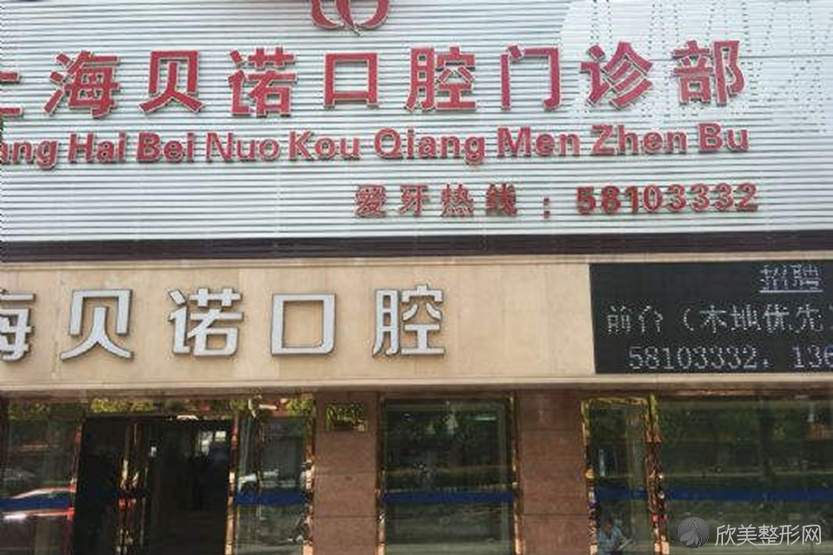 上海贝诺口腔门诊部
ang Hai Bei Nuo Kou Qiang Men Zhen Bu
爱牙热线：58103332
海贝诺口腔
招聘
前台（本地优先
58103332，136
欣美整形网